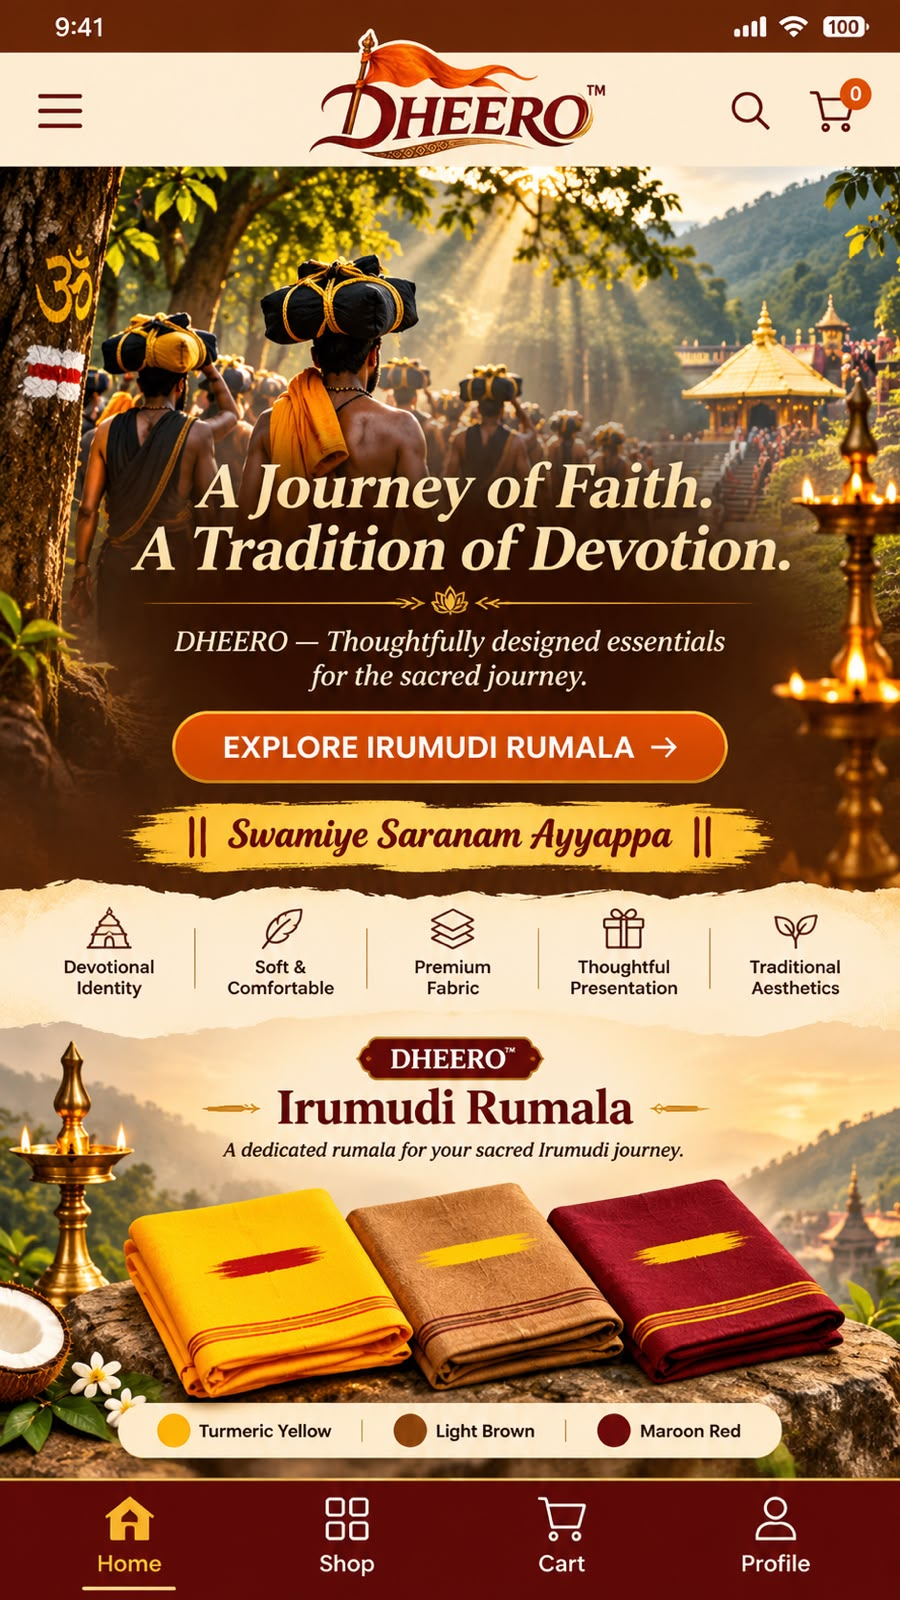 9:41
100
DHEERO™
0
ॐ
A Journey of Faith.
A Tradition of Devotion.
DHEERO — Thoughtfully designed essentials
for the sacred journey.
EXPLORE IRUMUDI RUMALA →
|| Swamiye Saranam Ayyappa ||
Devotional
Identity
Soft &
Comfortable
Premium
Fabric
Thoughtful
Presentation
Traditional
Aesthetics
DHEERO™
Irumudi Rumala
A dedicated rumala for your sacred Irumudi journey.
Turmeric Yellow
Light Brown
Maroon Red
Home
Shop
Cart
Profile